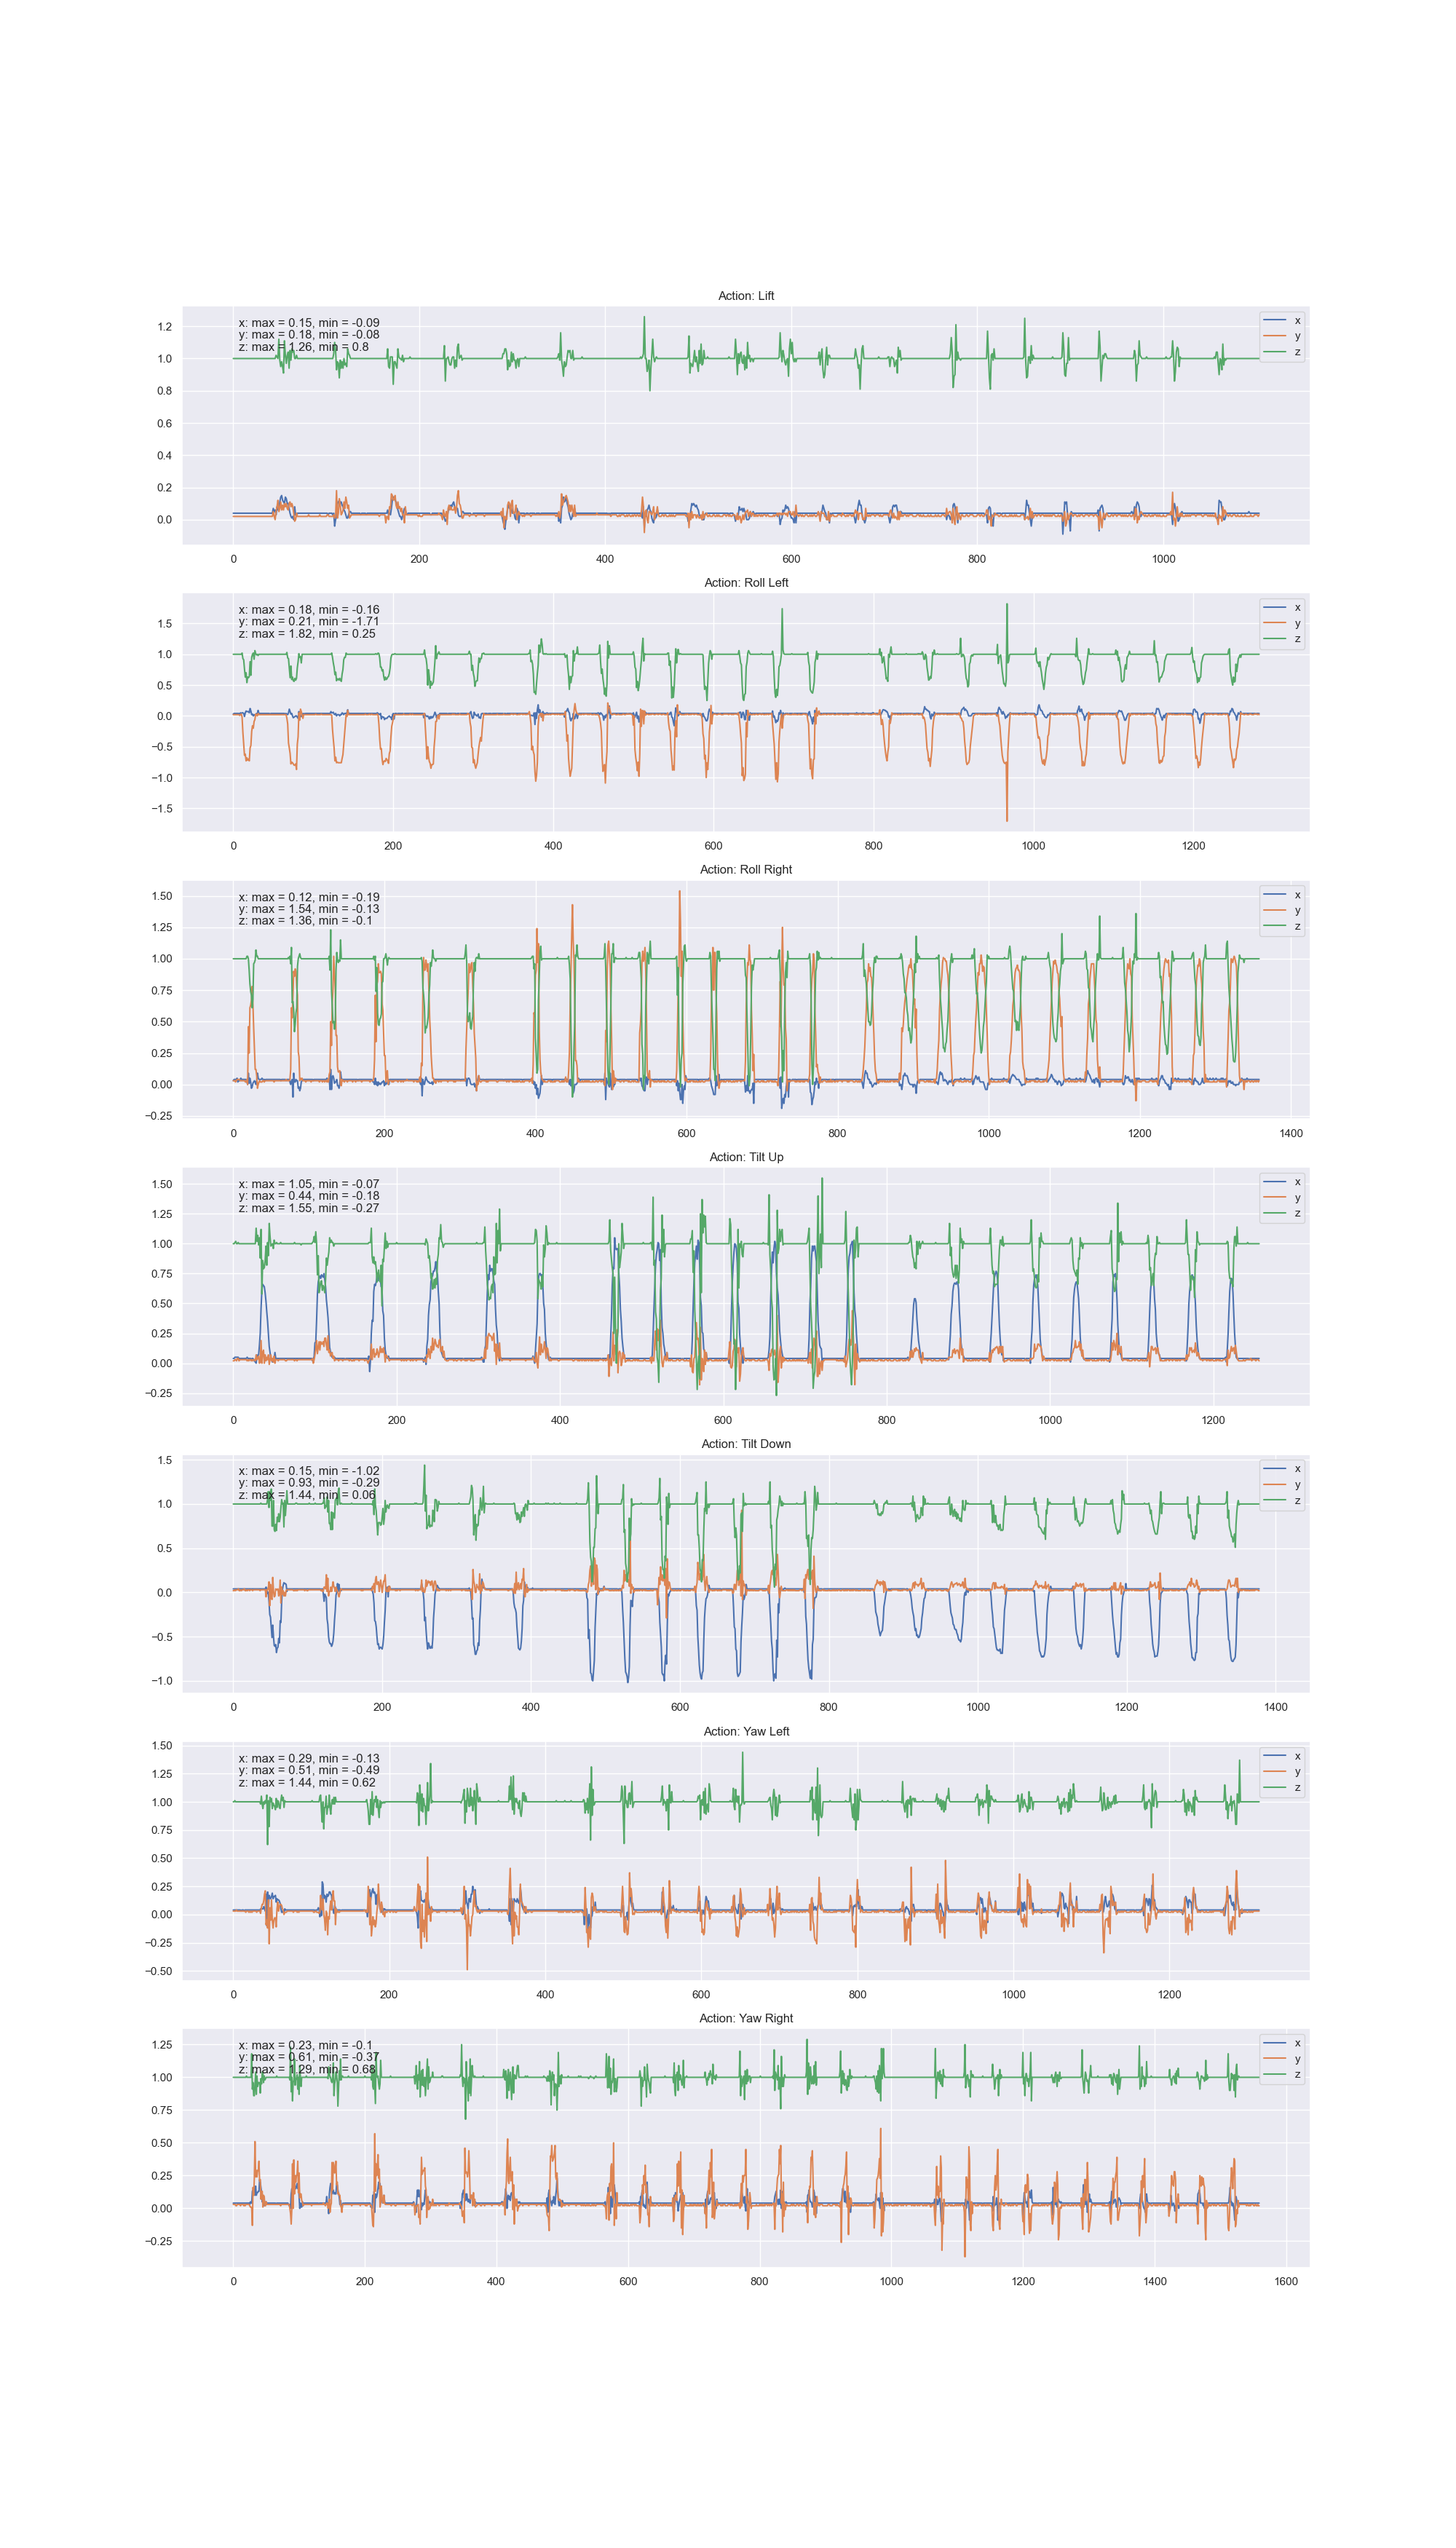 Action: Lift
x: max = 0.15, min = -0.09
y: max = 0.18, min = -0.08
z: max = 1.26, min = 0.8
x
y
z
1.2
1.0
0.8
0.6
0.4
0.2
0.0
0 200 400 600 800 1000
Action: Roll Left
x: max = 0.18, min = -0.16
y: max = 0.21, min = -1.71
z: max = 1.82, min = 0.25
x
y
z
1.5
1.0
0.5
0.0
−0.5
−1.0
−1.5
0 200 400 600 800 1000 1200
Action: Roll Right
x: max = 0.12, min = -0.19
y: max = 1.54, min = -0.13
z: max = 1.36, min = -0.1
x
y
z
1.50
1.25
1.00
0.75
0.50
0.25
0.00
−0.25
0 200 400 600 800 1000 1200 1400
Action: Tilt Up
x: max = 1.05, min = -0.07
y: max = 0.44, min = -0.18
z: max = 1.55, min = -0.27
x
y
z
1.50
1.25
1.00
0.75
0.50
0.25
0.00
−0.25
0 200 400 600 800 1000 1200
Action: Tilt Down
x: max = 0.15, min = -1.02
y: max = 0.93, min = -0.29
z: max = 1.44, min = 0.06
x
y
z
1.5
1.0
0.5
0.0
−0.5
−1.0
0 200 400 600 800 1000 1200 1400
Action: Yaw Left
x: max = 0.29, min = -0.13
y: max = 0.51, min = -0.49
z: max = 1.44, min = 0.62
x
y
z
1.50
1.25
1.00
0.75
0.50
0.25
0.00
−0.25
−0.50
0 200 400 600 800 1000 1200
Action: Yaw Right
x: max = 0.23, min = -0.1
y: max = 0.61, min = -0.37
z: max = 1.29, min = 0.68
x
y
z
1.25
1.00
0.75
0.50
0.25
0.00
−0.25
0 200 400 600 800 1000 1200 1400 1600